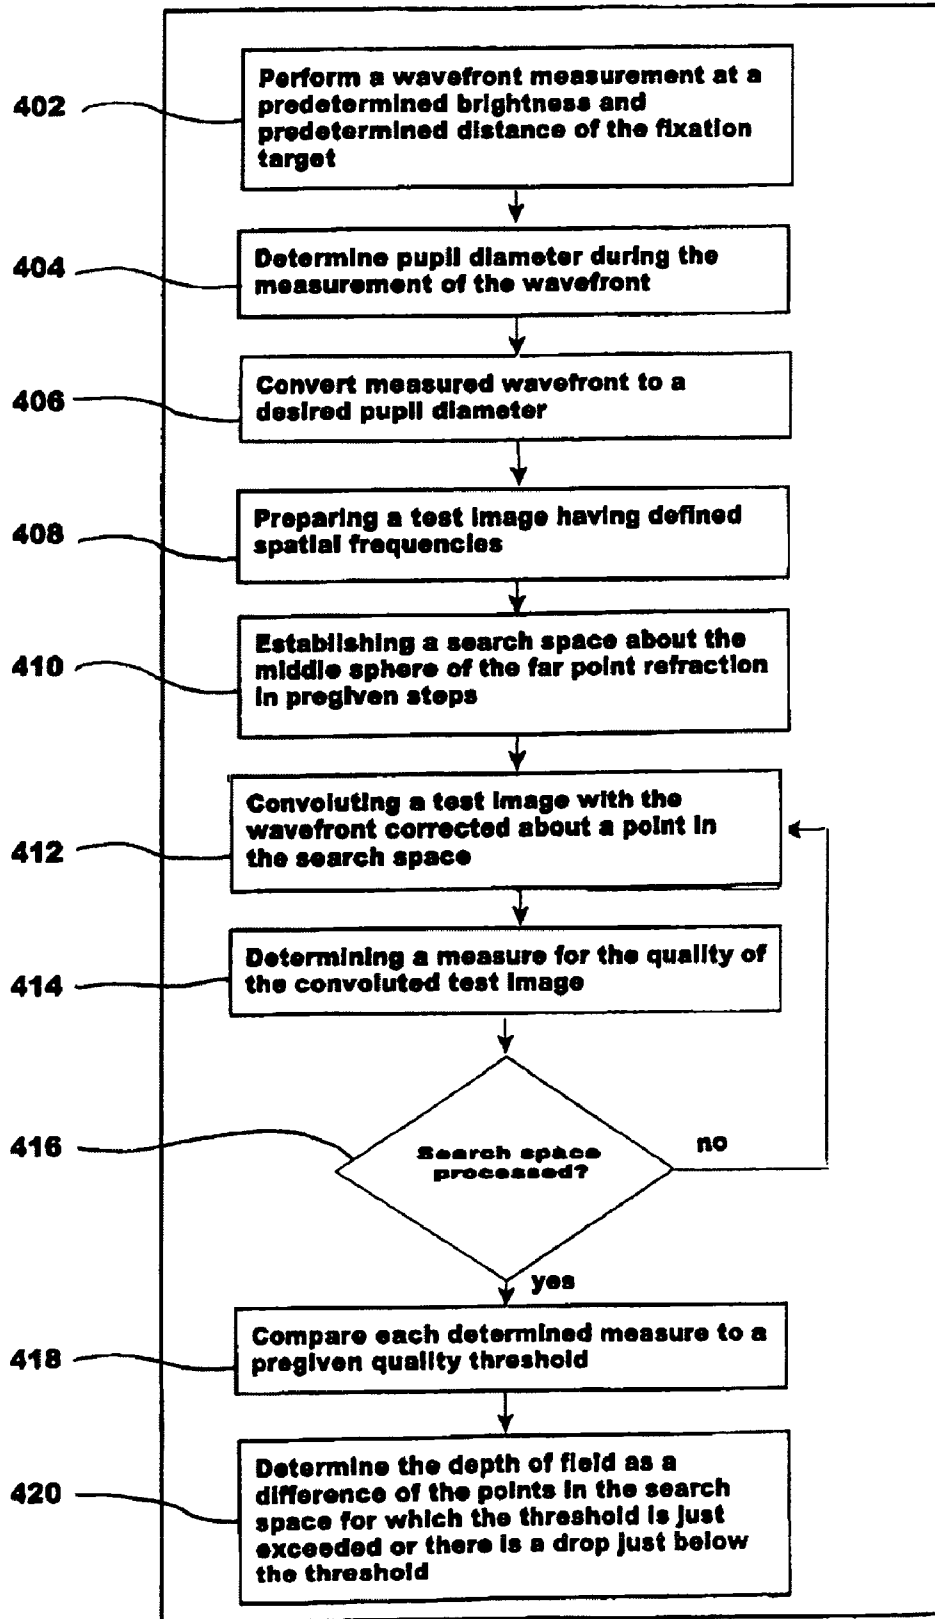 402
Perform a wavefront measurement at a
predetermined brightness and
predetermined distance of the fixation
target
404
Determine pupil diameter during the
measurement of the wavefront
406
Convert measured wavefront to a
desired pupil diameter
408
Preparing a test image having defined
spatial frequencies
410
Establishing a search space about the
middle sphere of the far point refraction
in pregiven steps
412
Convoluting a test image with the
wavefront corrected about a point in
the search space
414
Determining a measure for the quality of
the convoluted test image
416
Search space
processed?
no
yes
418
Compare each determined measure to a
pregiven quality threshold
420
Determine the depth of field as a
difference of the points in the search
space for which the threshold is just
exceeded or there is a drop just below
the threshold